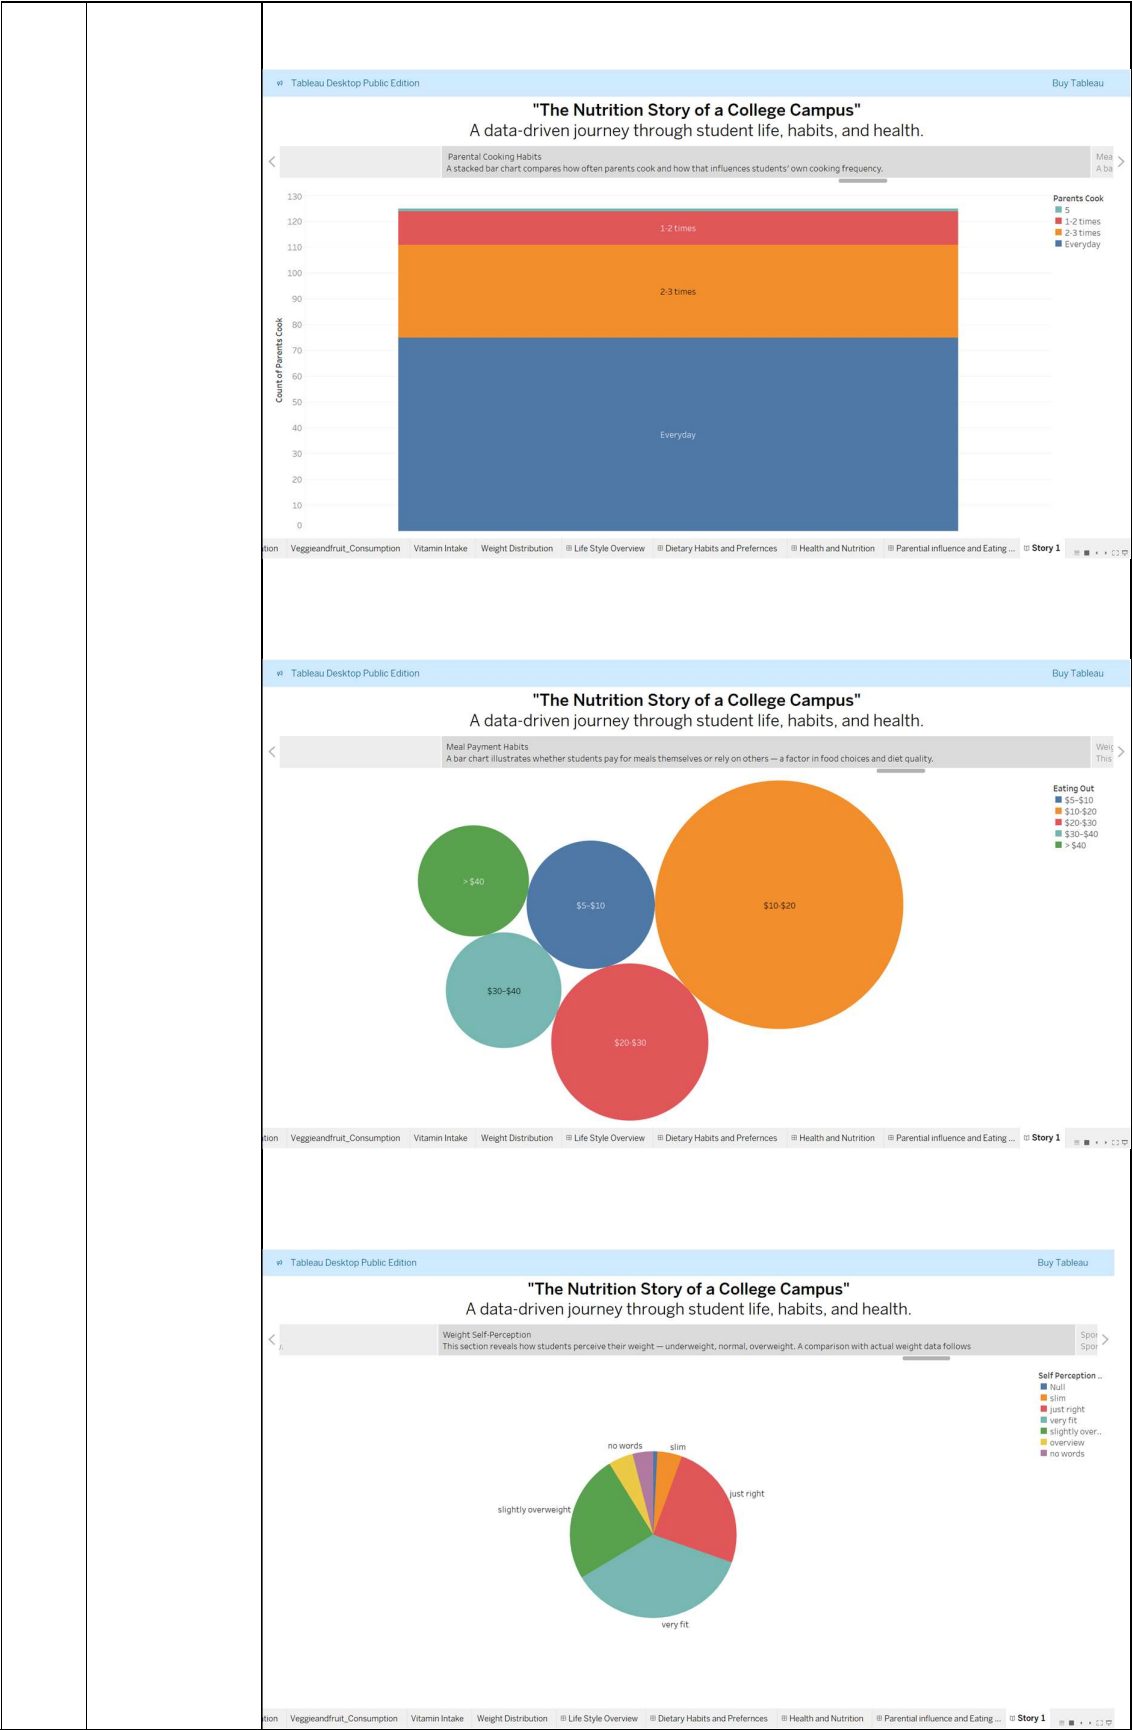 Tableau Desktop Public Edition Buy Tableau
"The Nutrition Story of a College Campus"
A data-driven journey through student life, habits, and health.
Parental Cooking Habits
A stacked bar chart compares how often parents cook and how that influences students' own cooking frequency.
Mea
A ba
130
120
110
100
90
80
70
60
50
40
30
20
10
0
Count of Parents Cook
1-2 times
2-3 times
Everyday
Parents Cook
5
1-2 times
2-3 times
Everyday
ition Veggieandfruit_Consumption Vitamin Intake Weight Distribution Life Style Overview Dietary Habits and Prefernces Health and Nutrition Parential influence and Eating ... Story 1
Tableau Desktop Public Edition Buy Tableau
"The Nutrition Story of a College Campus"
A data-driven journey through student life, habits, and health.
Meal Payment Habits
A bar chart illustrates whether students pay for meals themselves or rely on others — a factor in food choices and diet quality.
Weig
This
Eating Out
$5–$10
$10-$20
$20-$30
$30–$40
> $40
> $40
$5–$10
$10-$20
$30–$40
$20-$30
ition Veggieandfruit_Consumption Vitamin Intake Weight Distribution Life Style Overview Dietary Habits and Prefernces Health and Nutrition Parential influence and Eating ... Story 1
Tableau Desktop Public Edition Buy Tableau
"The Nutrition Story of a College Campus"
A data-driven journey through student life, habits, and health.
Weight Self-Perception
This section reveals how students perceive their weight — underweight, normal, overweight. A comparison with actual weight data follows
Spor
Spor
Self Perception ..
Null
slim
just right
very fit
slightly over..
overview
no words
no words
slim
just right
slightly overweight
very fit
ition Veggieandfruit_Consumption Vitamin Intake Weight Distribution Life Style Overview Dietary Habits and Prefernces Health and Nutrition Parential influence and Eating ... Story 1